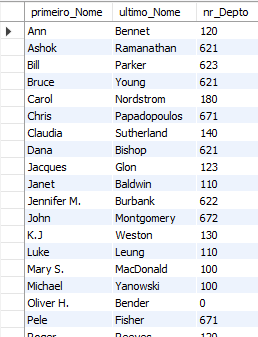 primeiro_Nome ultimo_Nome nr_Depto
Ann Bennet 120
Ashok Ramanathan 621
Bill Parker 623
Bruce Young 621
Carol Nordstrom 180
Chris Papadopoulos 671
Claudia Sutherland 140
Dana Bishop 621
Jacques Glon 123
Janet Baldwin 110
Jennifer M. Burbank 622
John Montgomery 672
K.J Weston 130
Luke Leung 110
Mary S. MacDonald 100
Michael Yanowski 100
Oliver H. Bender 0
Pele Fisher 671
Roger Reeves 120